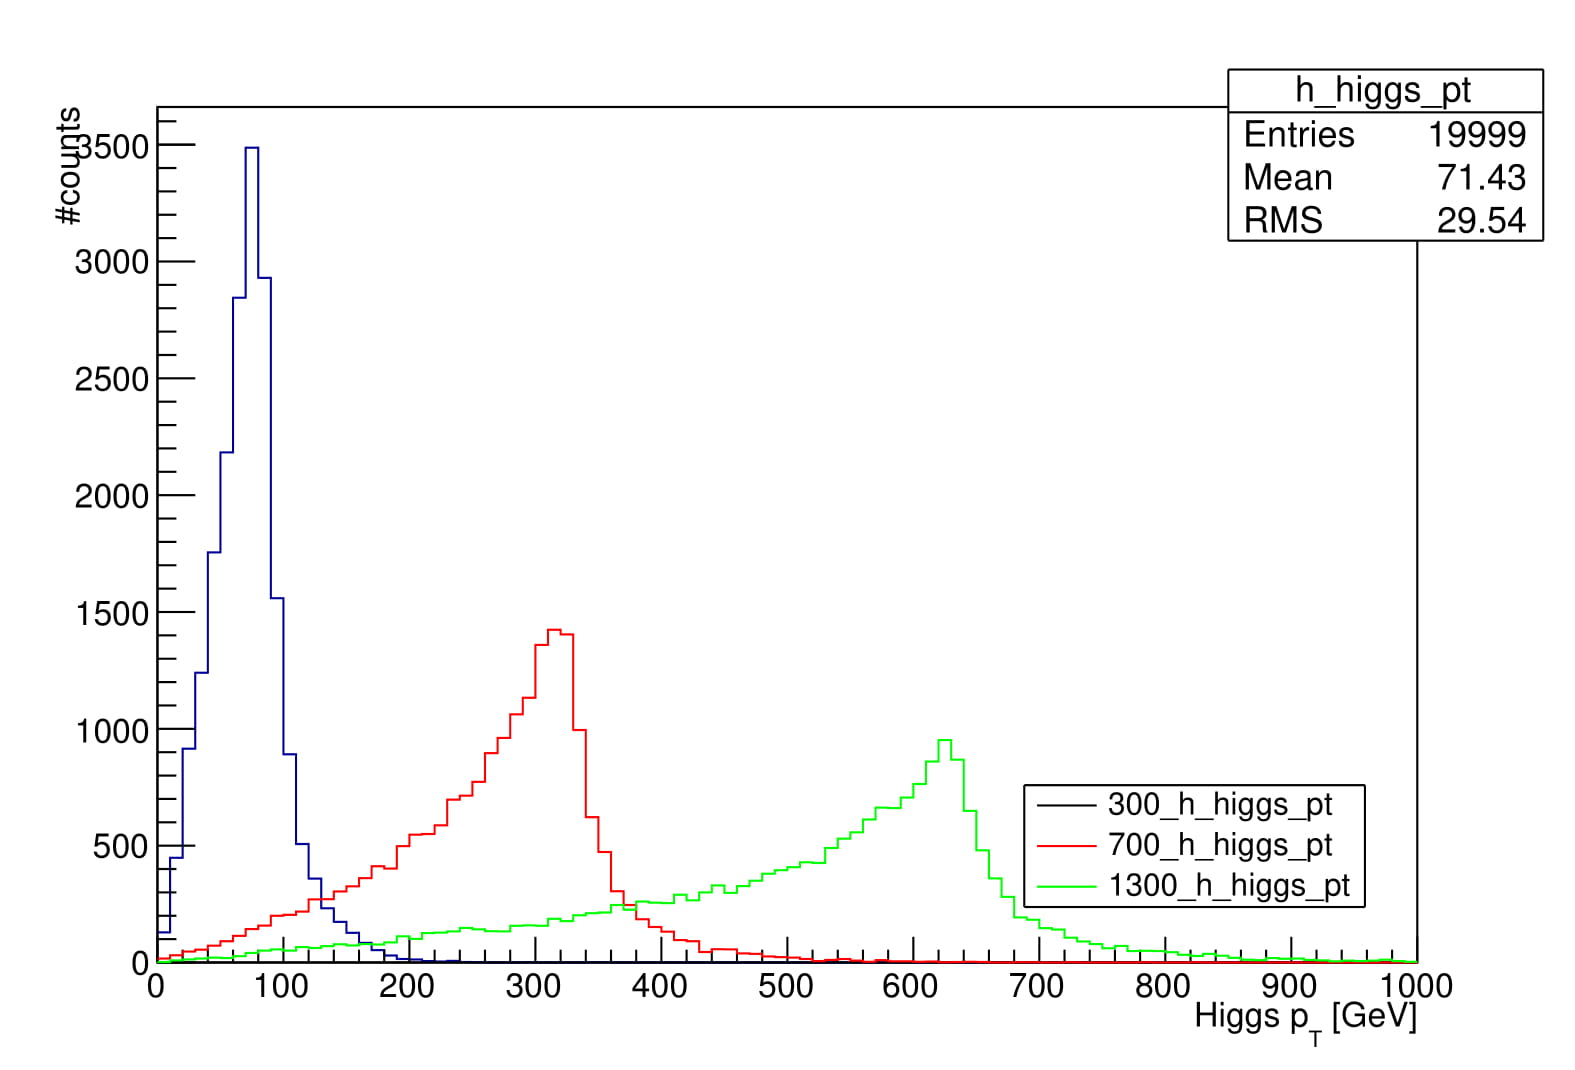 h_higgs_pt
Entries 19999
Mean 71.43
RMS 29.54
#counts
3500
3000
2500
2000
1500
1000
500
0
300_h_higgs_pt
700_h_higgs_pt
1300_h_higgs_pt
0 100 200 300 400 500 600 700 800 900 1000
Higgs p_T [GeV]